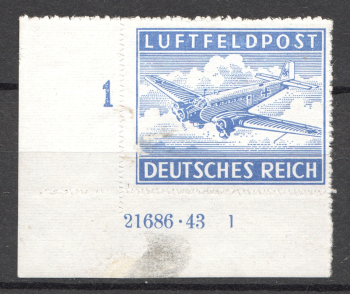 LUFTFELDPOST
1
DEUTSCHES REICH
21686·43 1